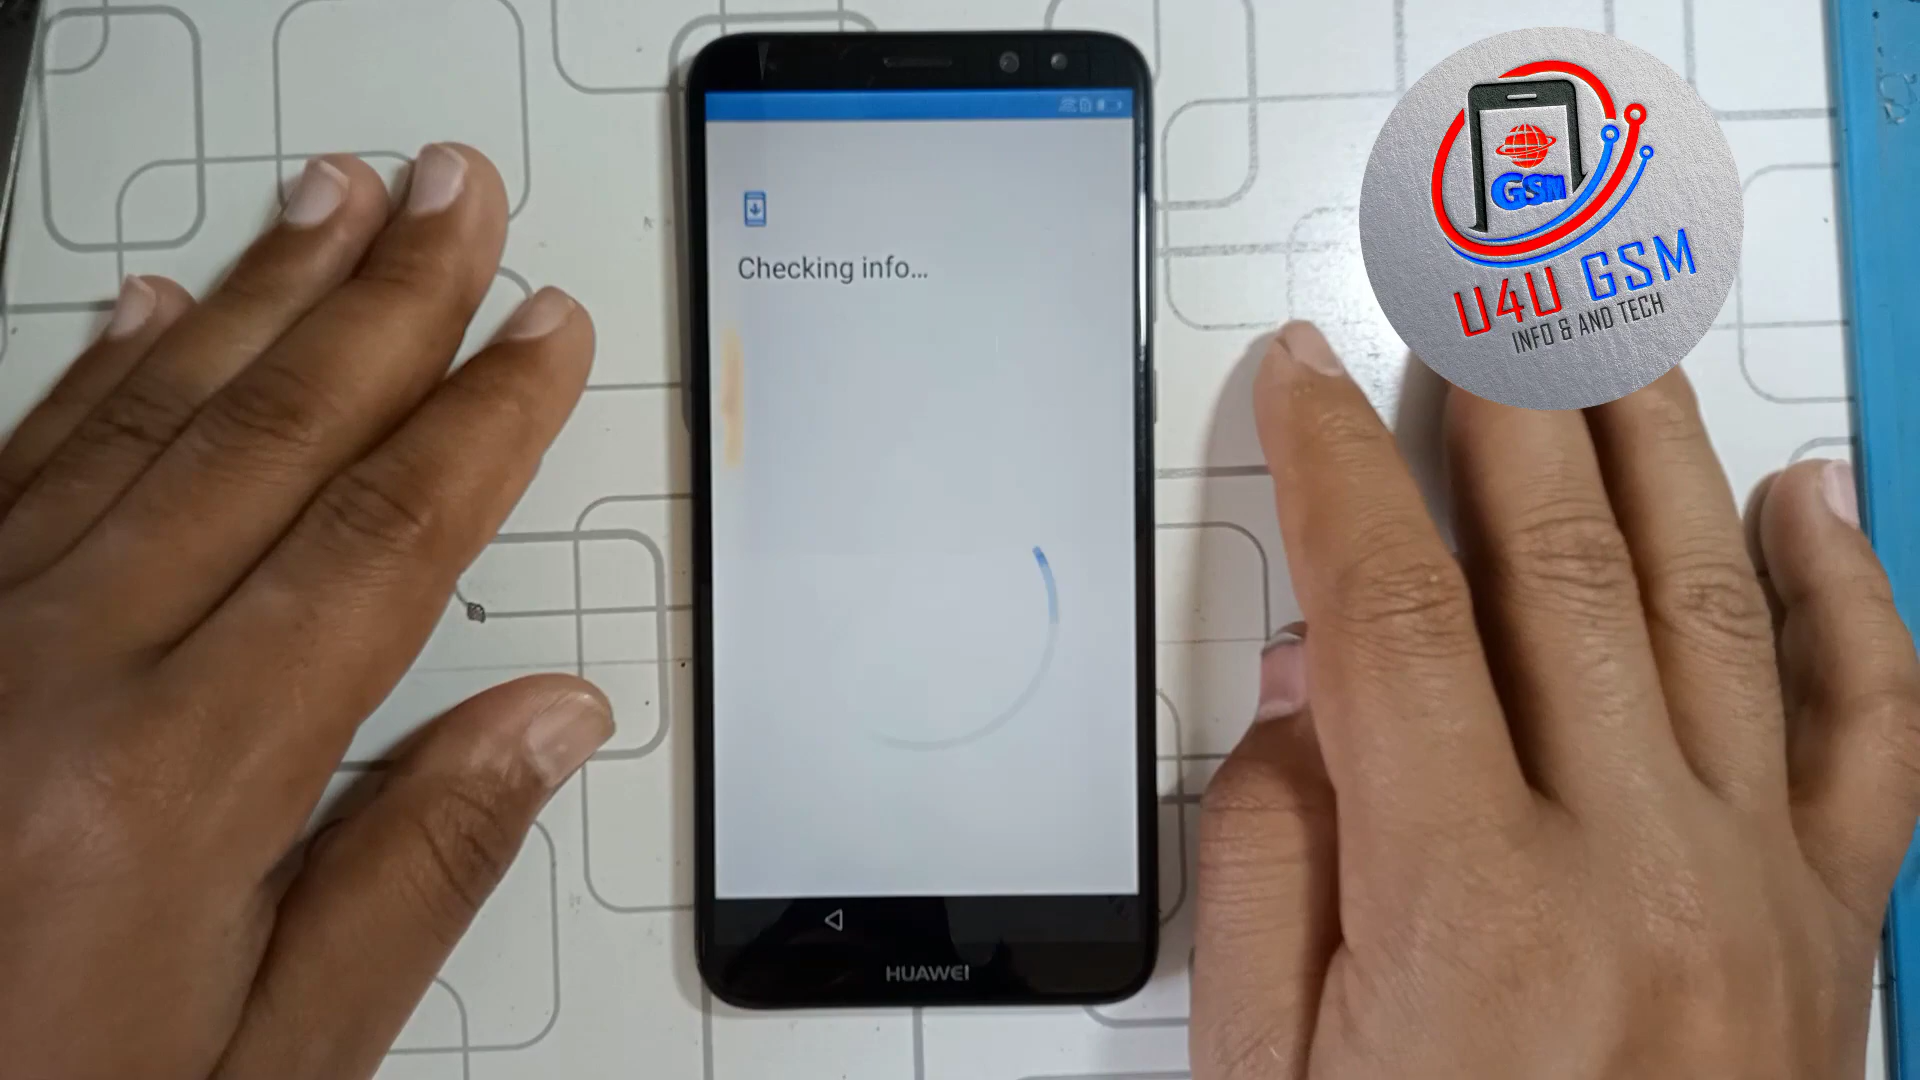 Checking info...
HUAWEI
GSM
U4U GSM
INFO & AND TECH